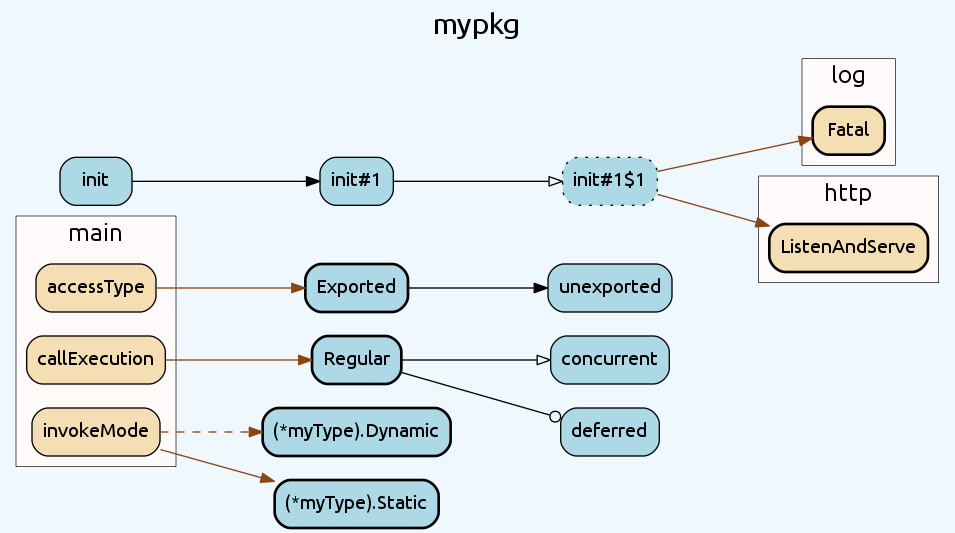 mypkg
log
Fatal
init
init#1
init#1$1
http
ListenAndServe
main
accessType
Exported
unexported
callExecution
Regular
concurrent
invokeMode
(*myType).Dynamic
deferred
(*myType).Static